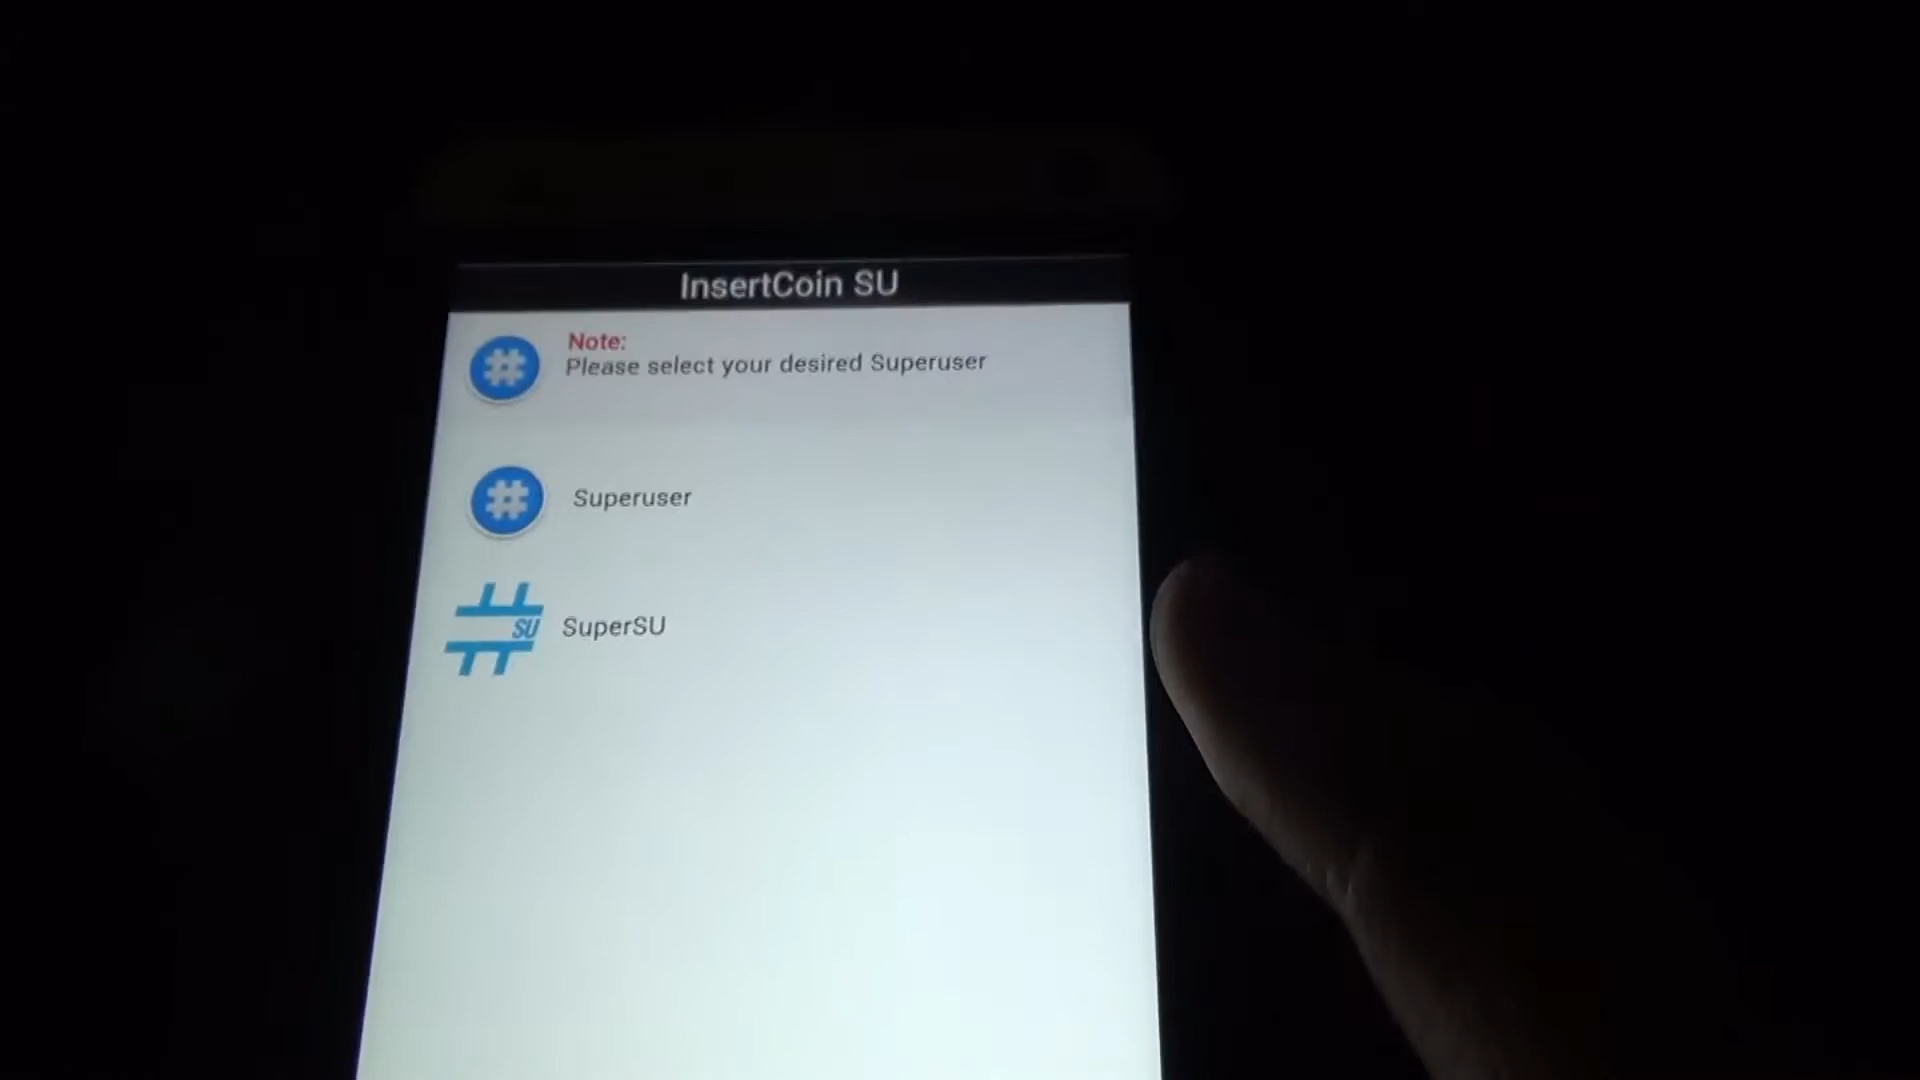 InsertCoin SU
Note:
Please select your desired Superuser
Superuser
SU
SuperSU